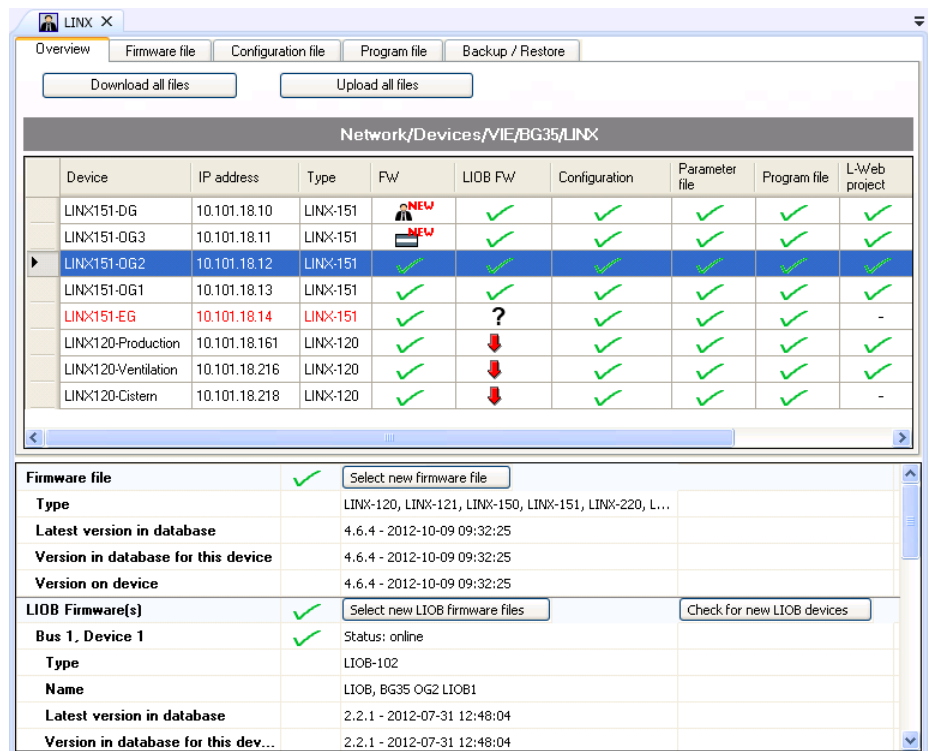 LINX
Overview Firmware file Configuration file Program file Backup / Restore
Download all files Upload all files
Network/Devices/VIE/BG35/LINX
Device IP address Type FW LIOB FW Configuration Parameter file Program file L-Web project
LINX151-DG 10.101.18.10 LINX-151 NEW
LINX151-OG3 10.101.18.11 LINX-151 NEW
LINX151-OG2 10.101.18.12 LINX-151
LINX151-OG1 10.101.18.13 LINX-151
LINX151-EG 10.101.18.14 LINX-151 ? -
LINX120-Production 10.101.18.161 LINX-120
LINX120-Ventilation 10.101.18.216 LINX-120
LINX120-Cistern 10.101.18.218 LINX-120 -
Firmware file Select new firmware file
Type LINX-120, LINX-121, LINX-150, LINX-151, LINX-220, L...
Latest version in database 4.6.4 - 2012-10-09 09:32:25
Version in database for this device 4.6.4 - 2012-10-09 09:32:25
Version on device 4.6.4 - 2012-10-09 09:32:25
LIOB Firmware(s) Select new LIOB firmware files Check for new LIOB devices
Bus 1, Device 1 Status: online
Type LIOB-102
Name LIOB, BG35 OG2 LIOB1
Latest version in database 2.2.1 - 2012-07-31 12:48:04
Version in database for this dev... 2.2.1 - 2012-07-31 12:48:04